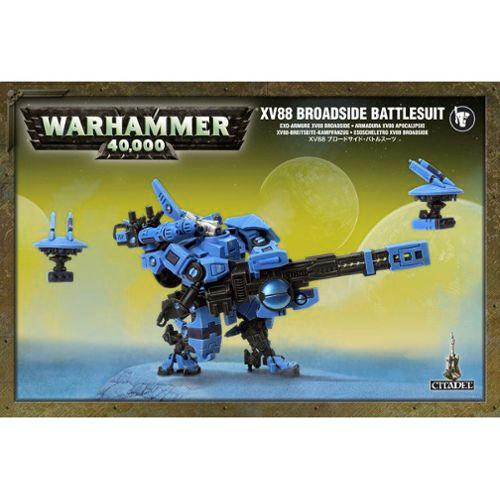 WARHAMMER
40,000
XV88 BROADSIDE BATTLESUIT
EXO-ARMURE XV88 BROADSIDE • ARMADURA XV88 APOCALIPSIS
XV88-BREITSEITE-KAMPFANZUG • ESOSCHELETRO XV88 BROADSIDE
XV88 ブロードサイド・バトルスーツ
CITADEL